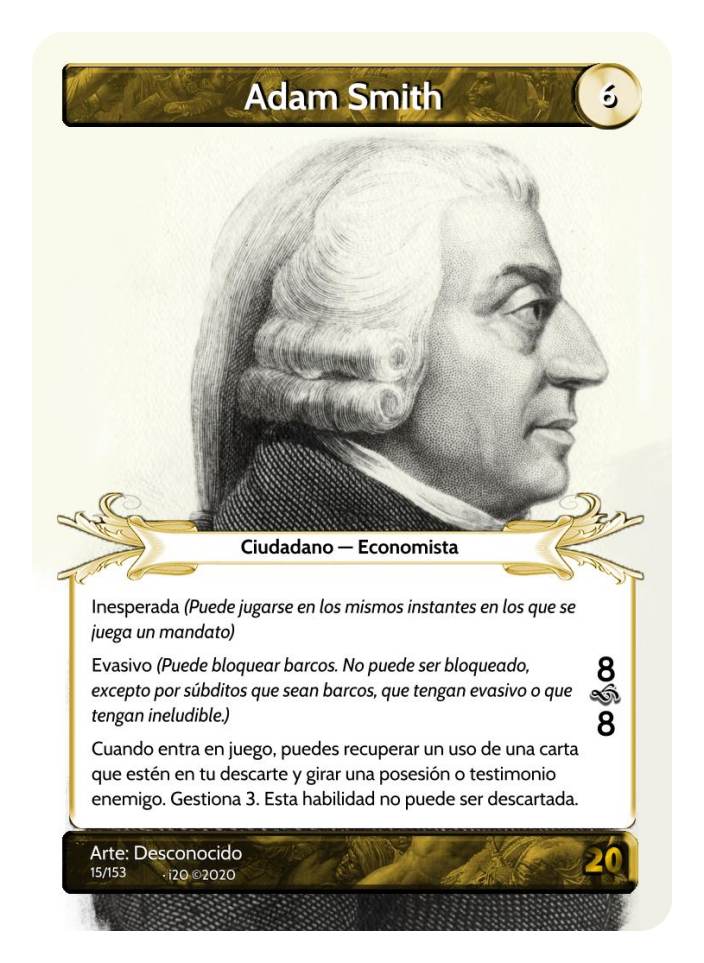 Adam Smith
6
Ciudadano — Economista
Inesperada (Puede jugarse en los mismos instantes en los que se
juega un mandato)
Evasivo (Puede bloquear barcos. No puede ser bloqueado,
excepto por súbditos que sean barcos, que tengan evasivo o que
tengan ineludible.)
8
8
Cuando entra en juego, puedes recuperar un uso de una carta
que estén en tu descarte y girar una posesión o testimonio
enemigo. Gestiona 3. Esta habilidad no puede ser descartada.
Arte: Desconocido
15/153 · i20 ©2020
20